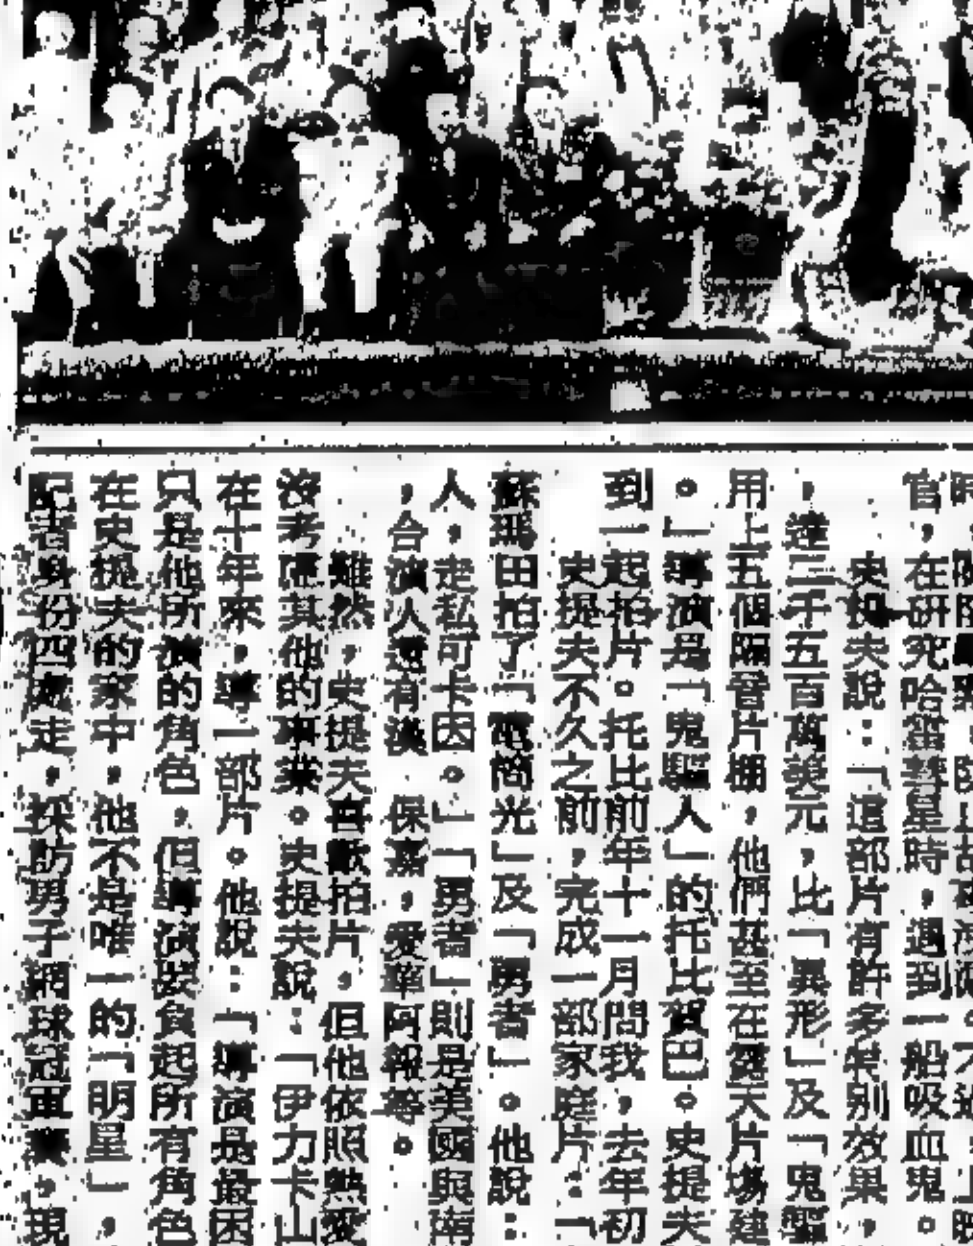 官，在研究哈雷彗星時，遇到一船吸血鬼。
史提夫說：「這部片有許多特別效果，
，達二千五百萬美元，比「異形」及「鬼驅
用上五個隔音片棚，他們甚至在露天片場建
。」導演是「鬼驅人」的托比賀巴。史提夫
到一起拍片。托比前年十一月問我，去年初
史提夫不久之前，完成一部家庭片：「
蘇瑪田拍了「電筒光」及「勇者」。他說：
人，走私可卡因。」「勇者」則是美國與南
，合演人還有漢·保嘉，愛華阿報等。
雖然，史提夫喜歡拍片，但他依照熱愛
沒考慮其他的事業。史提夫說：「伊力卡山
在十年來，導一部片。他說：「導演是最困
只是他所演的角色，但導演要負起所有角色
在史提夫的家中，他不是唯一的「明星」，
記者身份四處走，採訪男子網球冠軍賽，現